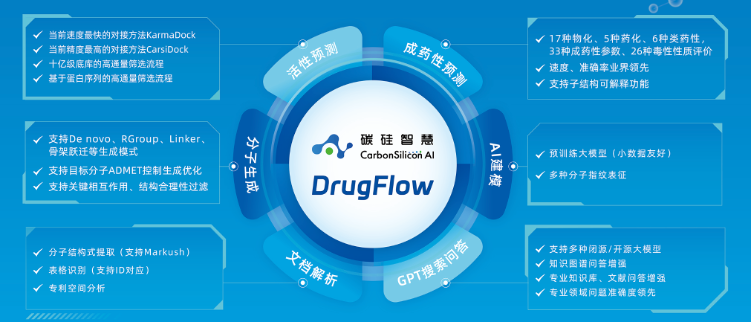 当前速度最快的对接方法KarmaDock
当前精度最高的对接方法CarsiDock
十亿级底库的高通量筛选流程
基于蛋白序列的高通量筛选流程
活性预测
成药性预测
17种物化、5种药化、6种类药性，
33种成药性参数、26种毒性性质评价
速度、准确率业界领先
支持子结构可解释功能
支持De novo、RGroup、Linker、
骨架跃迁等生成模式
支持目标分子ADMET控制生成优化
支持关键相互作用、结构合理性过滤
分子生成
碳硅智慧
CarbonSilicon AI
DrugFlow
AI建模
预训练大模型（小数据友好）
多种分子指纹表征
分子结构式提取（支持Markush）
表格识别（支持ID对应）
专利空间分析
文档解析
GPT搜索问答
支持多种闭源/开源大模型
知识图谱问答增强
专业知识库、文献问答增强
专业领域问题准确度领先